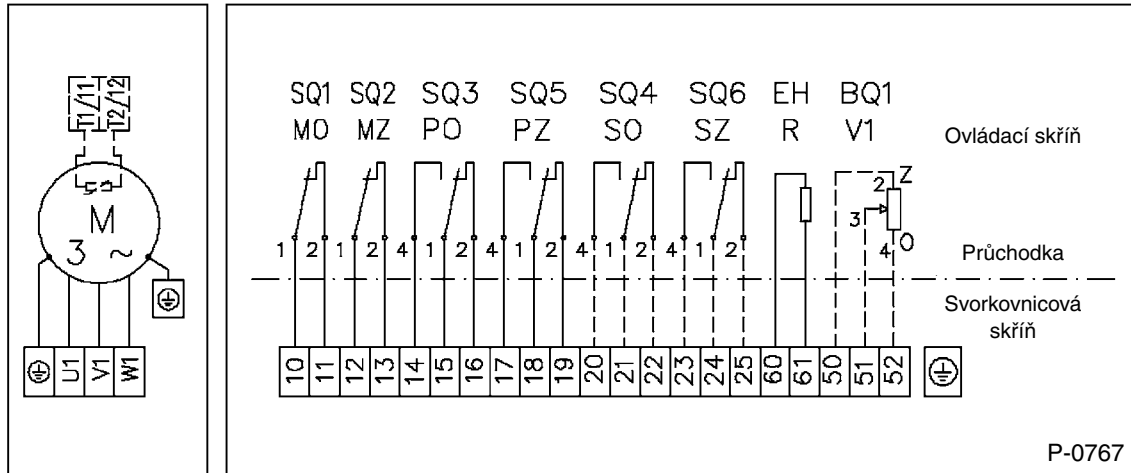 T1/11 T2/12
M
3 ~
U1 V1 W1
SQ1 SQ2 SQ3 SQ5 SQ4 SQ6 EH BQ1
MO MZ PO PZ SO SZ R V1
Ovládací skříň
Z
2
3
1 2 1 2 4 1 2 4 1 2 4 1 2 4 1 2 4 O
Průchodka
Svorkovnicová
skříň
10 11 12 13 14 15 16 17 18 19 20 21 22 23 24 25 60 61 50 51 52
P-0767